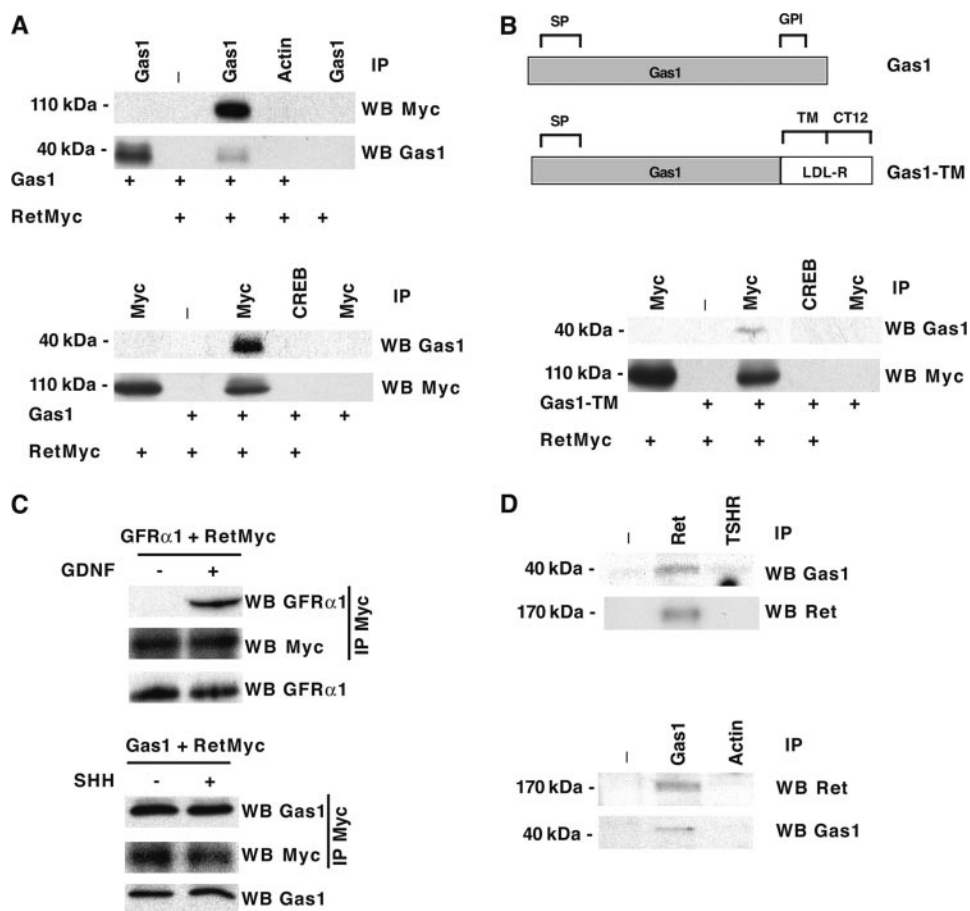 A
Gas1 – Gas1 Actin Gas1 IP
110 kDa - WB Myc
40 kDa - WB Gas1
Gas1 + + + +
RetMyc + + + +
Myc – Myc CREB Myc IP
40 kDa - WB Gas1
110 kDa - WB Myc
Gas1 + + + +
RetMyc + + + +
B
SP GPI
Gas1 Gas1
SP TM CT12
Gas1 LDL-R Gas1-TM
Myc – Myc CREB Myc IP
40 kDa - WB Gas1
110 kDa - WB Myc
Gas1-TM + + + +
RetMyc + + + +
C
GFRα1 + RetMyc
GDNF - +
WB GFRα1
WB Myc
IP Myc
WB GFRα1
Gas1 + RetMyc
SHH - +
WB Gas1
WB Myc
IP Myc
WB Gas1
D
– Ret TSHR IP
40 kDa - WB Gas1
170 kDa - WB Ret
– Gas1 Actin IP
170 kDa - WB Ret
40 kDa - WB Gas1